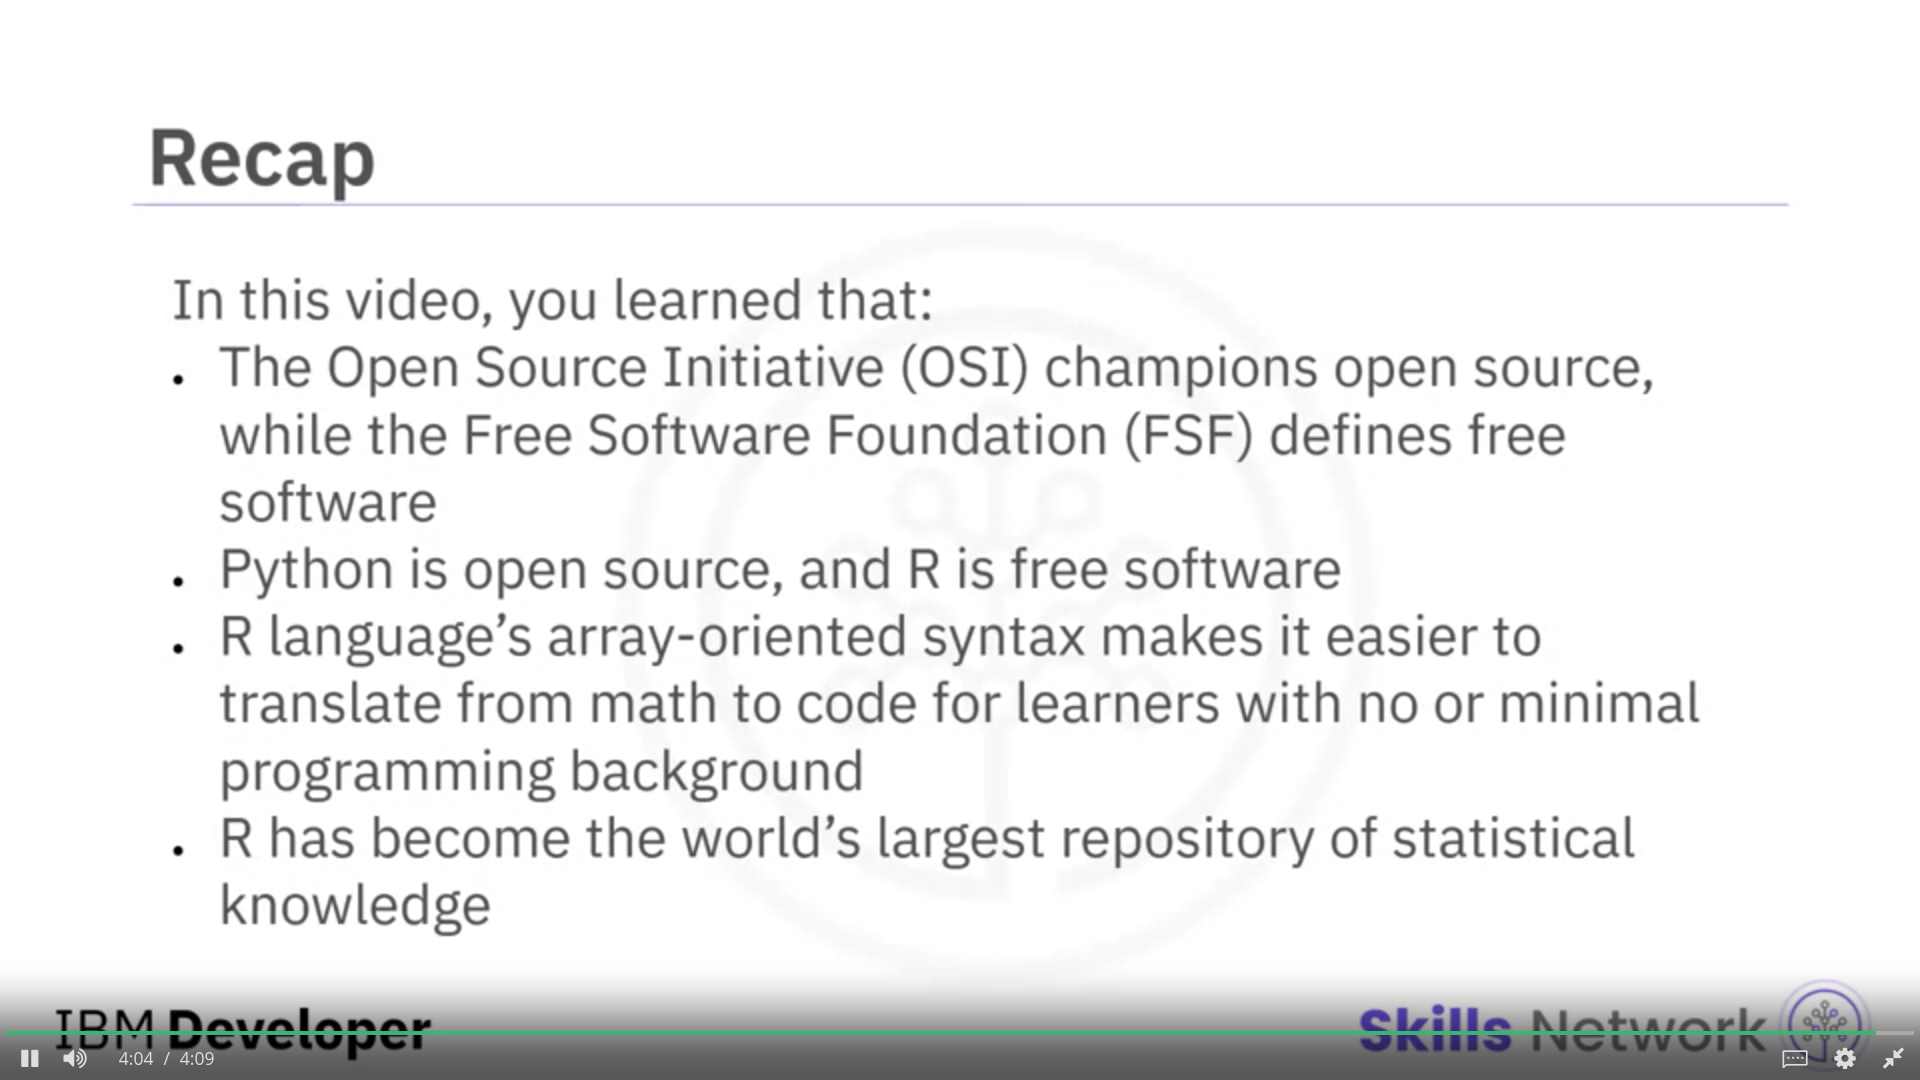 Recap
In this video, you learned that:
• The Open Source Initiative (OSI) champions open source,
while the Free Software Foundation (FSF) defines free
software
• Python is open source, and R is free software
• R language’s array-oriented syntax makes it easier to
translate from math to code for learners with no or minimal
programming background
• R has become the world’s largest repository of statistical
knowledge
IBM Developer
Skills Network
4:04 / 4:09